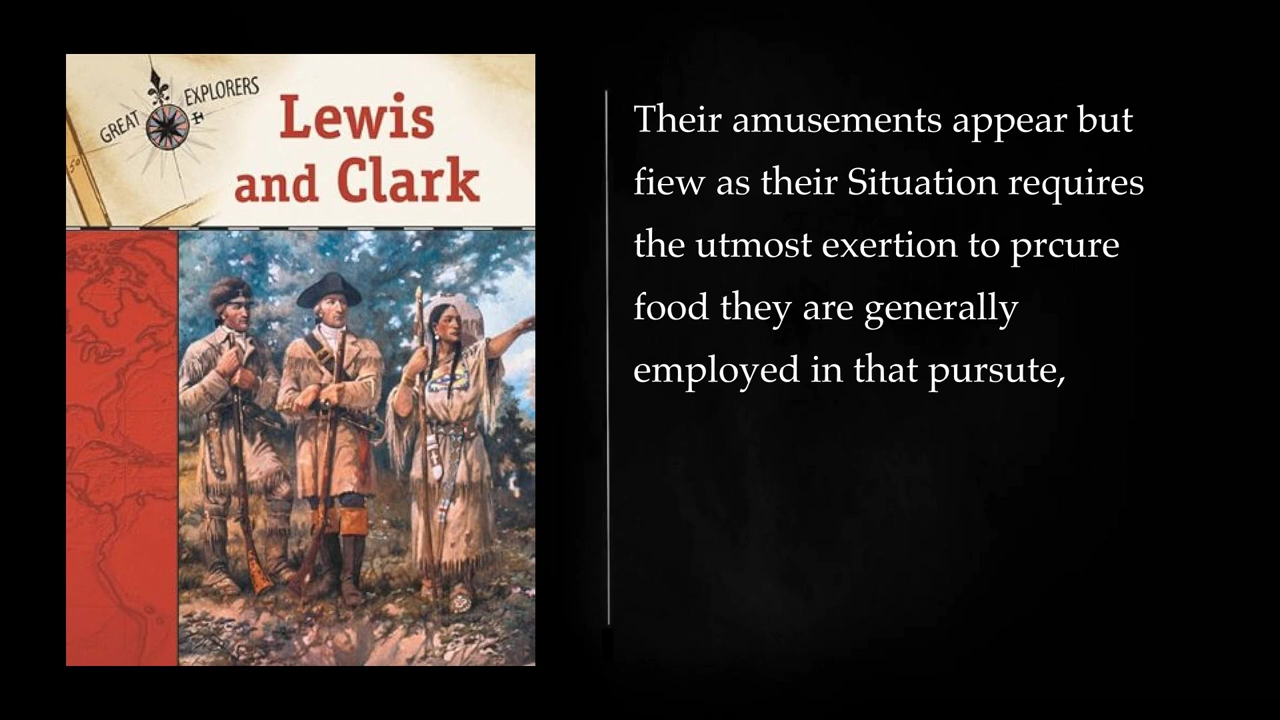 GREAT EXPLORERS
Lewis
and Clark
50
Their amusements appear but
fiew as their Situation requires
the utmost exertion to prcure
food they are generally
employed in that pursute,